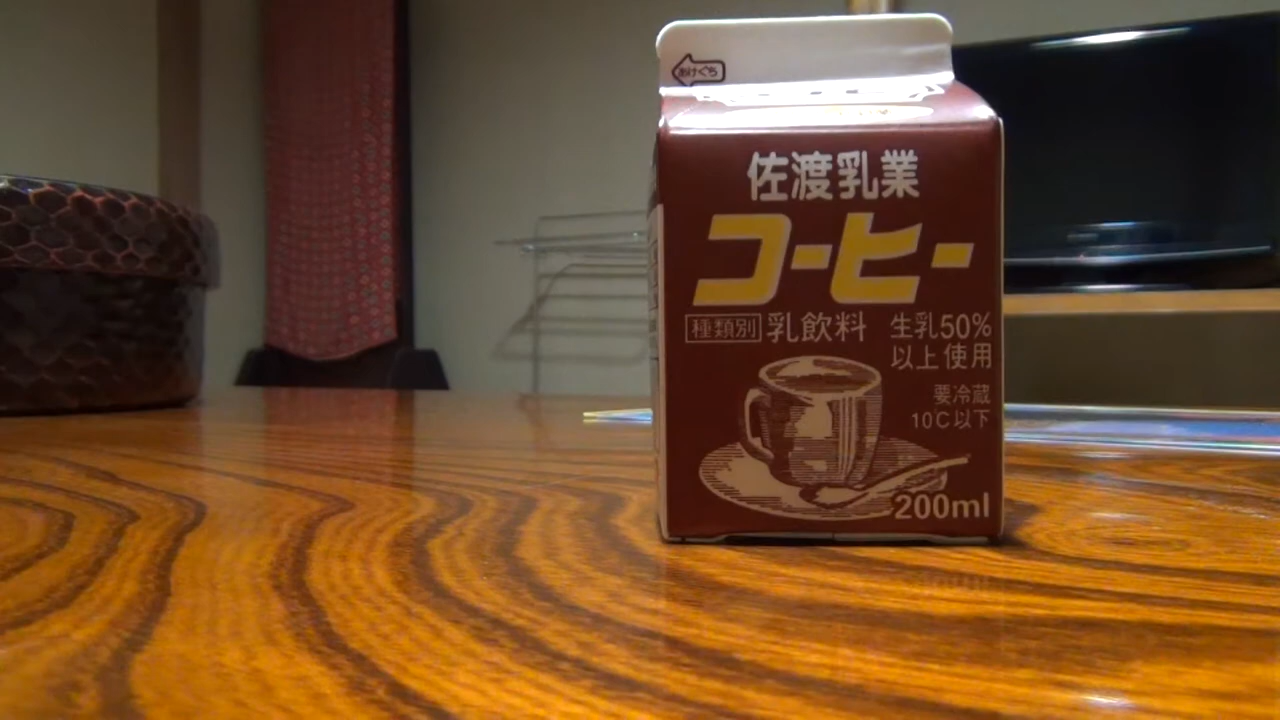 あけぐち
佐渡乳業
コーヒー
種類別 乳飲料
生乳50%
以上使用
要冷蔵
10℃以下
200ml